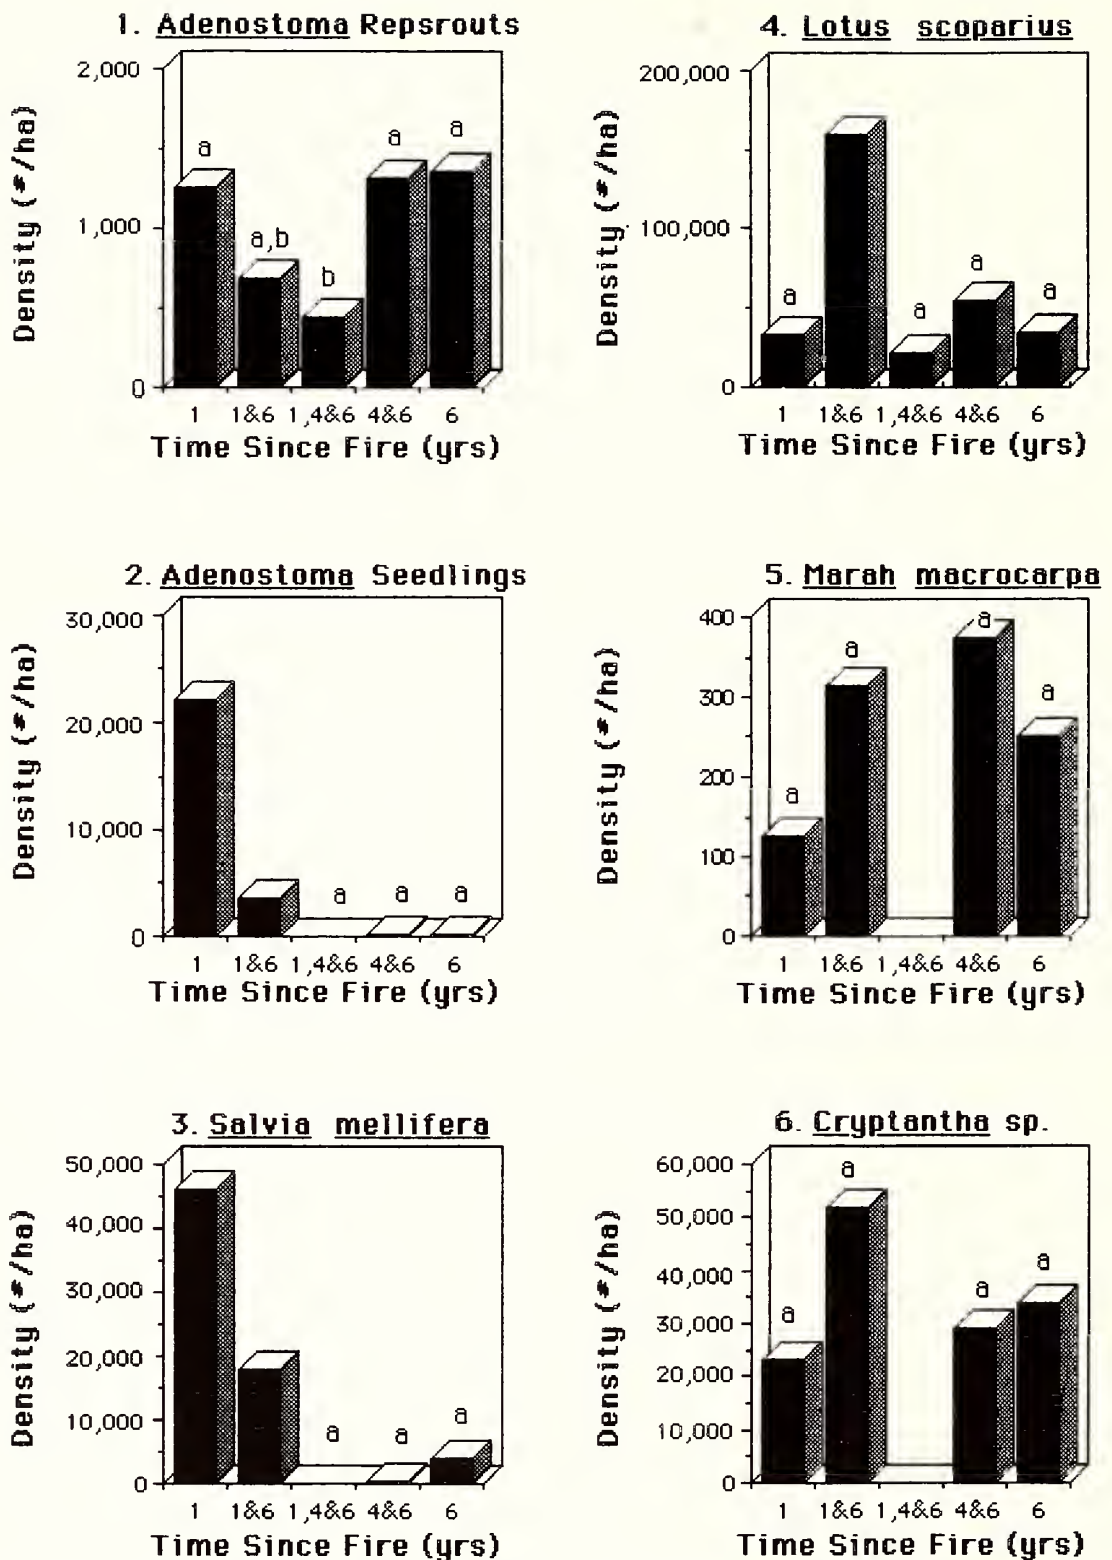 1. Adenostoma Repsrouts
Density (#/ha)
2,000
1,000
0
a
a,b
b
a
a
1 1&6 1,4&6 4&6 6
Time Since Fire (yrs)
4. Lotus scoparius
Density (#/ha)
200,000
100,000
0
a
a
a
a
1 1&6 1,4&6 4&6 6
Time Since Fire (yrs)
2. Adenostoma Seedlings
Density (#/ha)
30,000
20,000
10,000
0
a a a
1 1&6 1,4&6 4&6 6
Time Since Fire (yrs)
5. Marah macrocarpa
Density (#/ha)
400
300
200
100
0
a
a
a
a
1 1&6 1,4&6 4&6 6
Time Since Fire (yrs)
3. Salvia mellifera
Density (#/ha)
50,000
40,000
30,000
20,000
10,000
0
a a a
1 1&6 1,4&6 4&6 6
Time Since Fire (yrs)
6. Cryptantha sp.
Density (#/ha)
60,000
50,000
40,000
30,000
20,000
10,000
0
a
a
a
a
1 1&6 1,4&6 4&6 6
Time Since Fire (yrs)